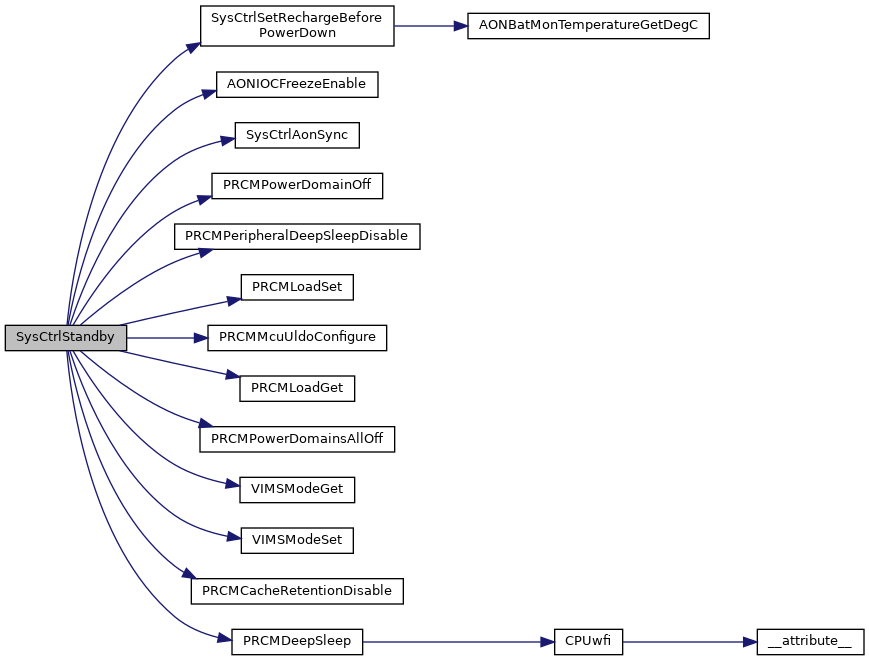 SysCtrlSetRechargeBefore
PowerDown
AONBatMonTemperatureGetDegC
AONIOCFreezeEnable
SysCtrlAonSync
PRCMPowerDomainOff
PRCMPeripheralDeepSleepDisable
PRCMLoadSet
SysCtrlStandby
PRCMMcuUldoConfigure
PRCMLoadGet
PRCMPowerDomainsAllOff
VIMSModeGet
VIMSModeSet
PRCMCacheRetentionDisable
PRCMDeepSleep
CPUwfi
__attribute__